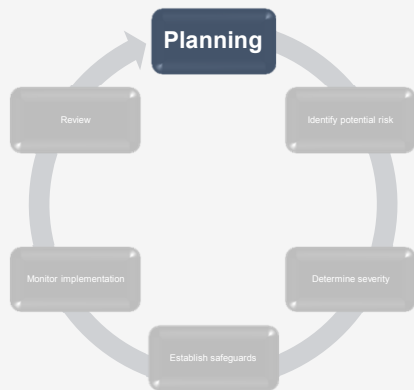 Planning
Identify potential risk
Determine severity
Establish safeguards
Monitor implementation
Review